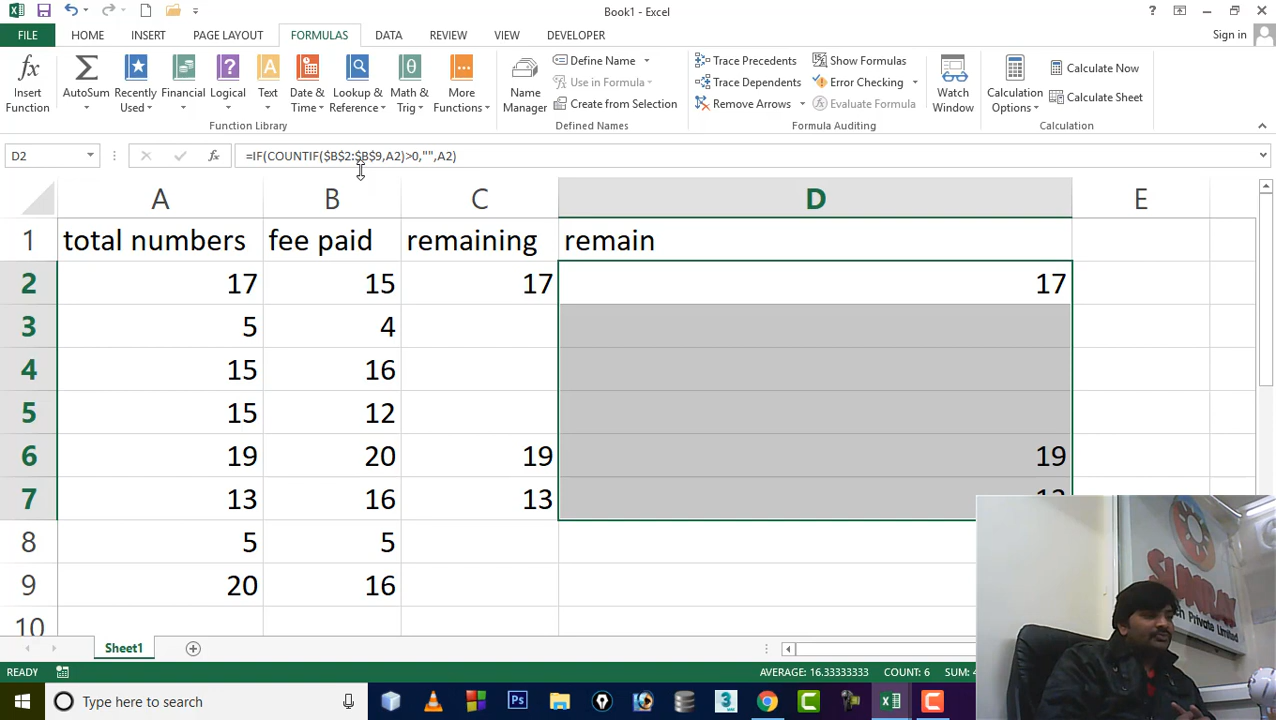 Book1 - Excel
FILE HOME INSERT PAGE LAYOUT FORMULAS DATA REVIEW VIEW DEVELOPER Sign in
Insert Function
AutoSum
Recently Used
Financial
Logical
Text
Date & Time
Lookup & Reference
Math & Trig
More Functions
Function Library
Name Manager
Define Name
Use in Formula
Create from Selection
Defined Names
Trace Precedents
Trace Dependents
Remove Arrows
Show Formulas
Error Checking
Evaluate Formula
Formula Auditing
Watch Window
Calculation Options
Calculate Now
Calculate Sheet
Calculation
D2 fx =IF(COUNTIF($B$2:$B$9,A2)>0,"",A2)
A B C D E
1 total numbers fee paid remaining remain
2 17 15 17 17
3 5 4
4 15 16
5 15 12
6 19 20 19 19
7 13 16 13
8 5 5
9 20 16
10
Sheet1
READY AVERAGE: 16.33333333 COUNT: 6 SUM: 4
Type here to search
Private Limited